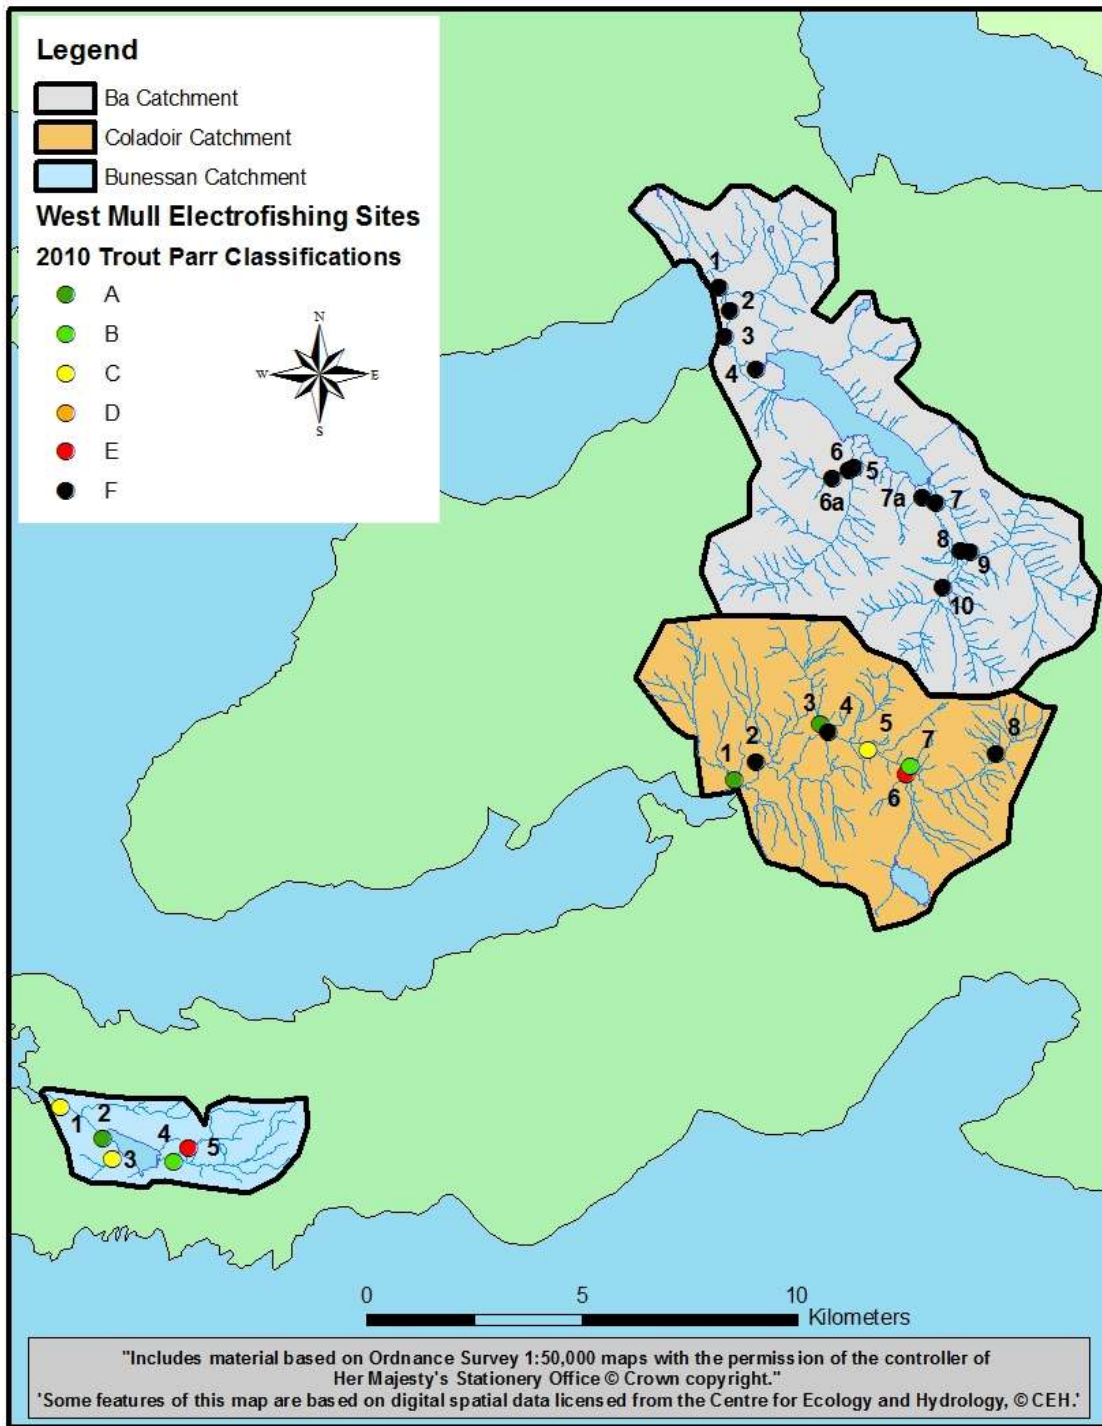 Legend
Ba Catchment
Coladoir Catchment
Bunessan Catchment
West Mull Electrofishing Sites
2010 Trout Parr Classifications
A
B
C
D
E
F
N
W E
S
1
2
3
4
6
5
6a
7a 7
8
9
10
3 4
5
1 2
7
8
6
1 2
3
4
5
0 5 10
Kilometers
"Includes material based on Ordnance Survey 1:50,000 maps with the permission of the controller of
Her Majesty's Stationery Office © Crown copyright."
'Some features of this map are based on digital spatial data licensed from the Centre for Ecology and Hydrology, © CEH.'